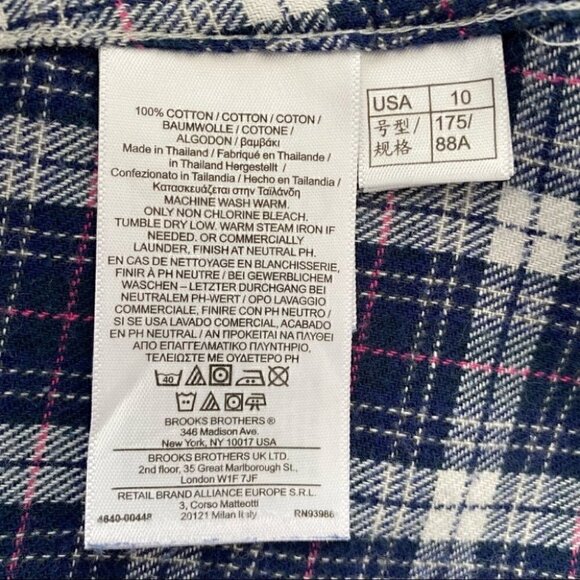 100% COTTON / COTTON / COTON /
BAUMWOLLE / COTONE /
ALGODON / βαμβάκι
Made in Thailand / Fabriqué en Thaïlande /
in Thailand Hergestellt /
Confezionato in Tailandia / Hecho en Tailandia /
Κατασκευάζεται στην Ταϊλάνδη
MACHINE WASH WARM.
ONLY NON CHLORINE BLEACH.
TUMBLE DRY LOW. WARM STEAM IRON IF
NEEDED. OR COMMERCIALLY
LAUNDER, FINISH AT NEUTRAL PH.
EN CAS DE NETTOYAGE EN BLANCHISSERIE,
FINIR À PH NEUTRE / BEI GEWERBLICHEM
WASCHEN – LETZTER DURCHGANG BEI
NEUTRALEM PH-WERT / OPO LAVAGGIO
COMMERCIALE, FINIRE CON PH NEUTRO /
SI SE USA LAVADO COMERCIAL, ACABADO
EN PH NEUTRAL / ΑΝ ΠΡΟΚΕΙΤΑΙ ΝΑ ΠΛΥΘΕΙ
ΑΠΟ ΕΠΑΓΓΕΛΜΑΤΙΚΟ ΠΛΥΝΤΗΡΙΟ,
ΤΕΛΕΙΩΣΤΕ ΜΕ ΟΥΔΕΤΕΡΟ PH
40
BROOKS BROTHERS ®
346 Madison Ave.
New York, NY 10017 USA
BROOKS BROTHERS UK LTD.
2nd floor, 35 Great Marlborough St.,
London W1F 7JF
RETAIL BRAND ALLIANCE EUROPE S.R.L.
3, Corso Matteotti
4640-00448 20121 Milan Italy RN93986
USA 10
号型/ 175/
规格 88A